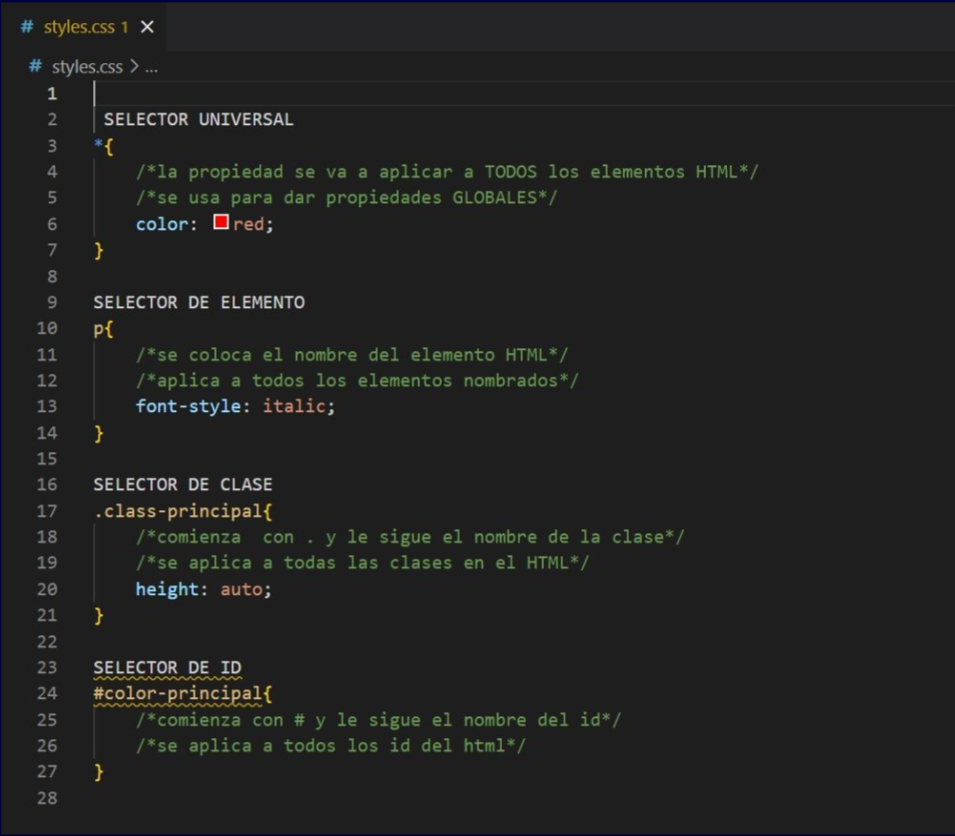 # styles.css 1 ×
# styles.css > ...
1
2 SELECTOR UNIVERSAL
3 *{
4 /*la propiedad se va a aplicar a TODOS los elementos HTML*/
5 /*se usa para dar propiedades GLOBALES*/
6 color: red;
7 }
8
9 SELECTOR DE ELEMENTO
10 p{
11 /*se coloca el nombre del elemento HTML*/
12 /*aplica a todos los elementos nombrados*/
13 font-style: italic;
14 }
15
16 SELECTOR DE CLASE
17 .class-principal{
18 /*comienza  con . y le sigue el nombre de la clase*/
19 /*se aplica a todas las clases en el HTML*/
20 height: auto;
21 }
22
23 SELECTOR DE ID
24 #color-principal{
25 /*comienza con # y le sigue el nombre del id*/
26 /*se aplica a todos los id del html*/
27 }
28